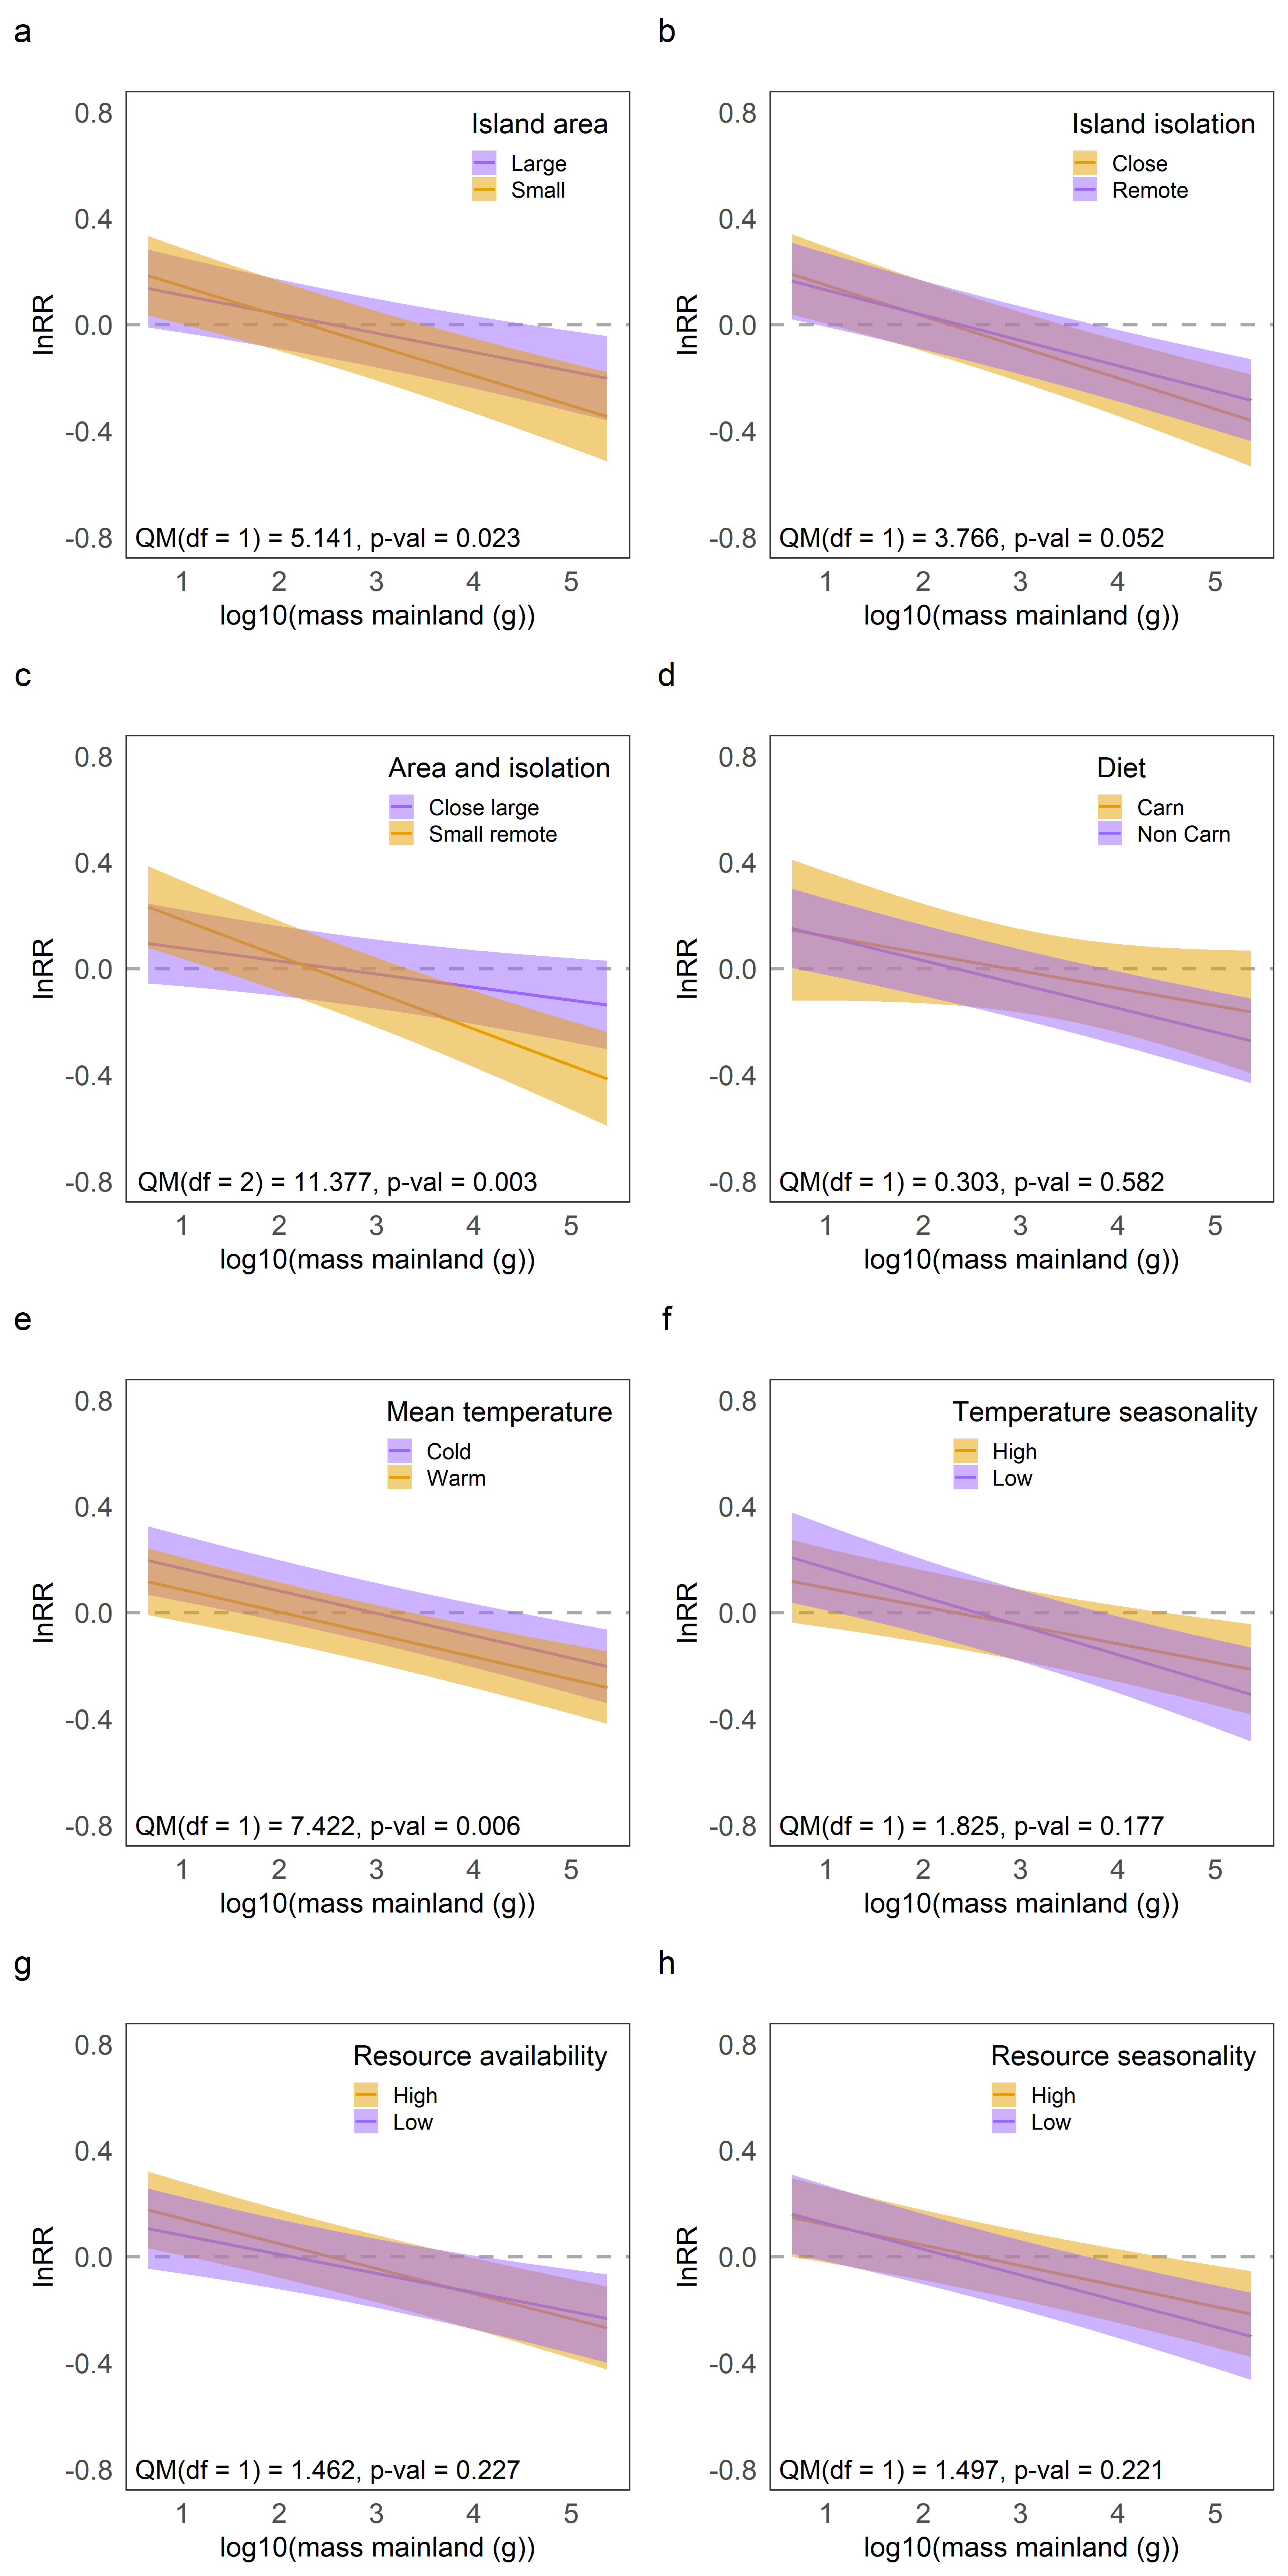 a
Island area
Large
Small
0.8
0.4
0.0
-0.4
-0.8
lnRR
QM(df = 1) = 5.141, p-val = 0.023
1 2 3 4 5
log10(mass mainland (g))
b
Island isolation
Close
Remote
0.8
0.4
0.0
-0.4
-0.8
lnRR
QM(df = 1) = 3.766, p-val = 0.052
1 2 3 4 5
log10(mass mainland (g))
c
Area and isolation
Close large
Small remote
0.8
0.4
0.0
-0.4
-0.8
lnRR
QM(df = 2) = 11.377, p-val = 0.003
1 2 3 4 5
log10(mass mainland (g))
d
Diet
Carn
Non Carn
0.8
0.4
0.0
-0.4
-0.8
lnRR
QM(df = 1) = 0.303, p-val = 0.582
1 2 3 4 5
log10(mass mainland (g))
e
Mean temperature
Cold
Warm
0.8
0.4
0.0
-0.4
-0.8
lnRR
QM(df = 1) = 7.422, p-val = 0.006
1 2 3 4 5
log10(mass mainland (g))
f
Temperature seasonality
High
Low
0.8
0.4
0.0
-0.4
-0.8
lnRR
QM(df = 1) = 1.825, p-val = 0.177
1 2 3 4 5
log10(mass mainland (g))
g
Resource availability
High
Low
0.8
0.4
0.0
-0.4
-0.8
lnRR
QM(df = 1) = 1.462, p-val = 0.227
1 2 3 4 5
log10(mass mainland (g))
h
Resource seasonality
High
Low
0.8
0.4
0.0
-0.4
-0.8
lnRR
QM(df = 1) = 1.497, p-val = 0.221
1 2 3 4 5
log10(mass mainland (g))